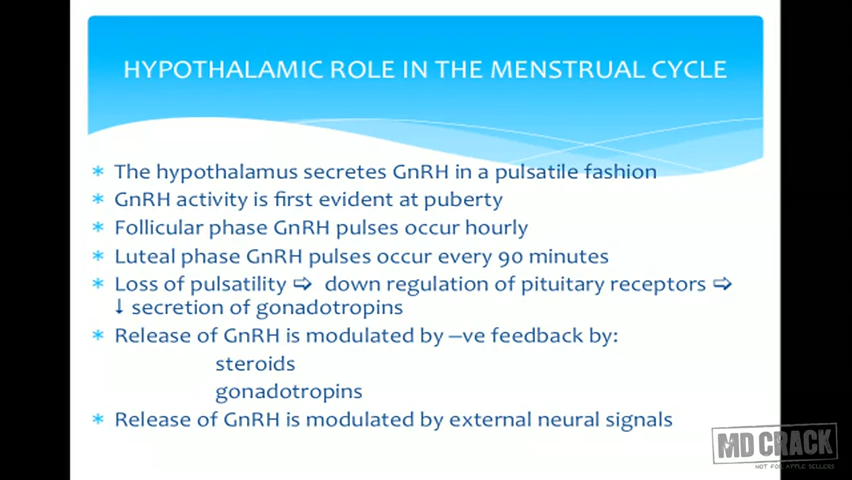 HYPOTHALAMIC ROLE IN THE MENSTRUAL CYCLE
* The hypothalamus secretes GnRH in a pulsatile fashion
* GnRH activity is first evident at puberty
* Follicular phase GnRH pulses occur hourly
* Luteal phase GnRH pulses occur every 90 minutes
* Loss of pulsatility ⇨ down regulation of pituitary receptors ⇨
↓ secretion of gonadotropins
* Release of GnRH is modulated by –ve feedback by:
steroids
gonadotropins
* Release of GnRH is modulated by external neural signals
MD CRACK
NOT FOR APPLE SELLERS